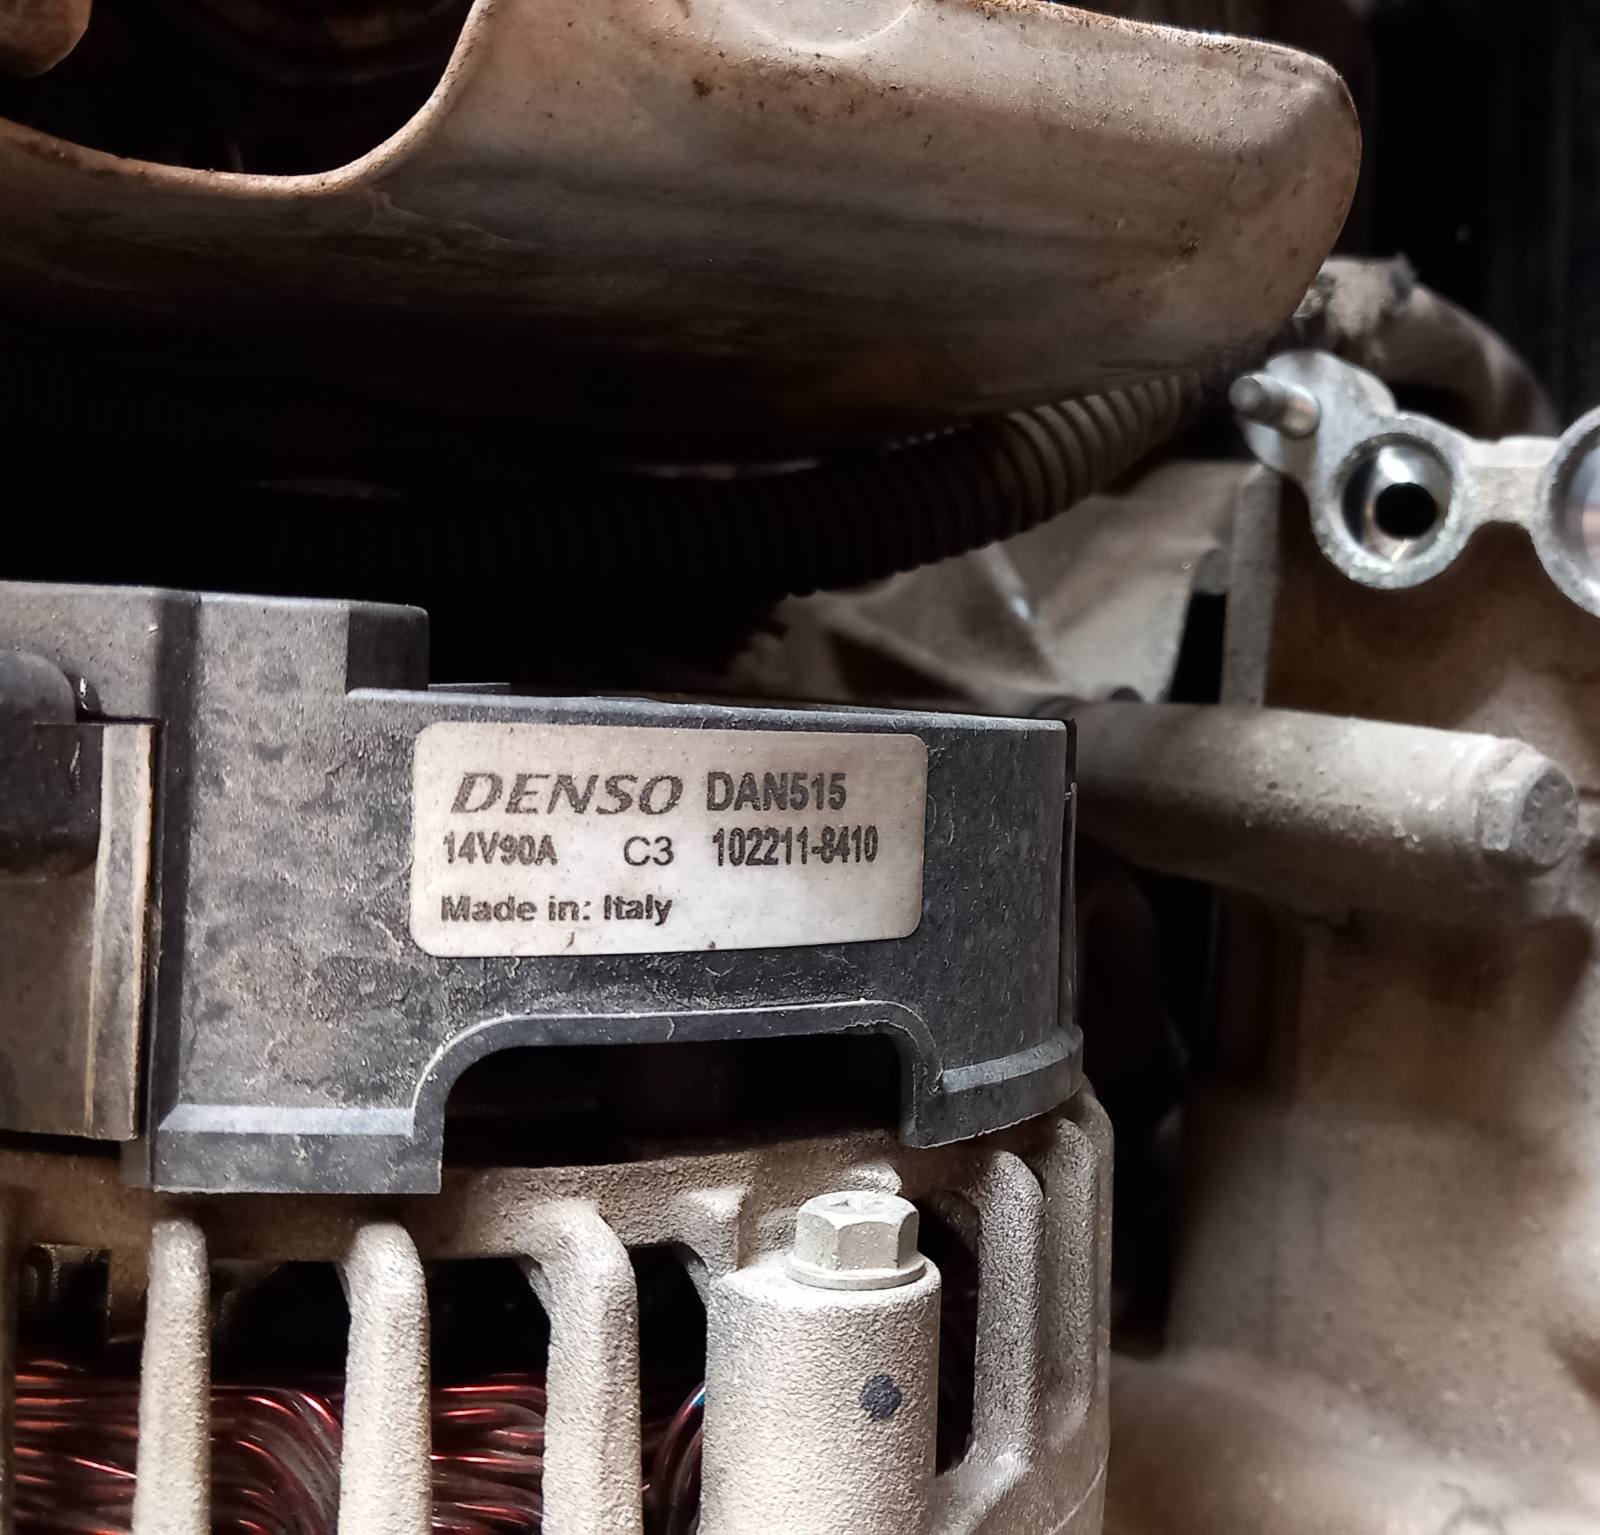 DENSO DAN515
14V90A C3 102211-8410
Made in: Italy